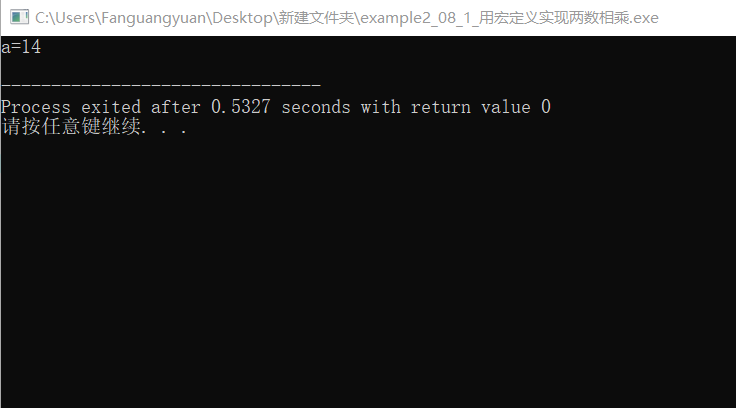 C:\Users\Fanguangyuan\Desktop\新建文件夹\example2_08_1_用宏定义实现两数相乘.exe
a=14
--------------------------------
Process exited after 0.5327 seconds with return value 0
请按任意键继续. . .